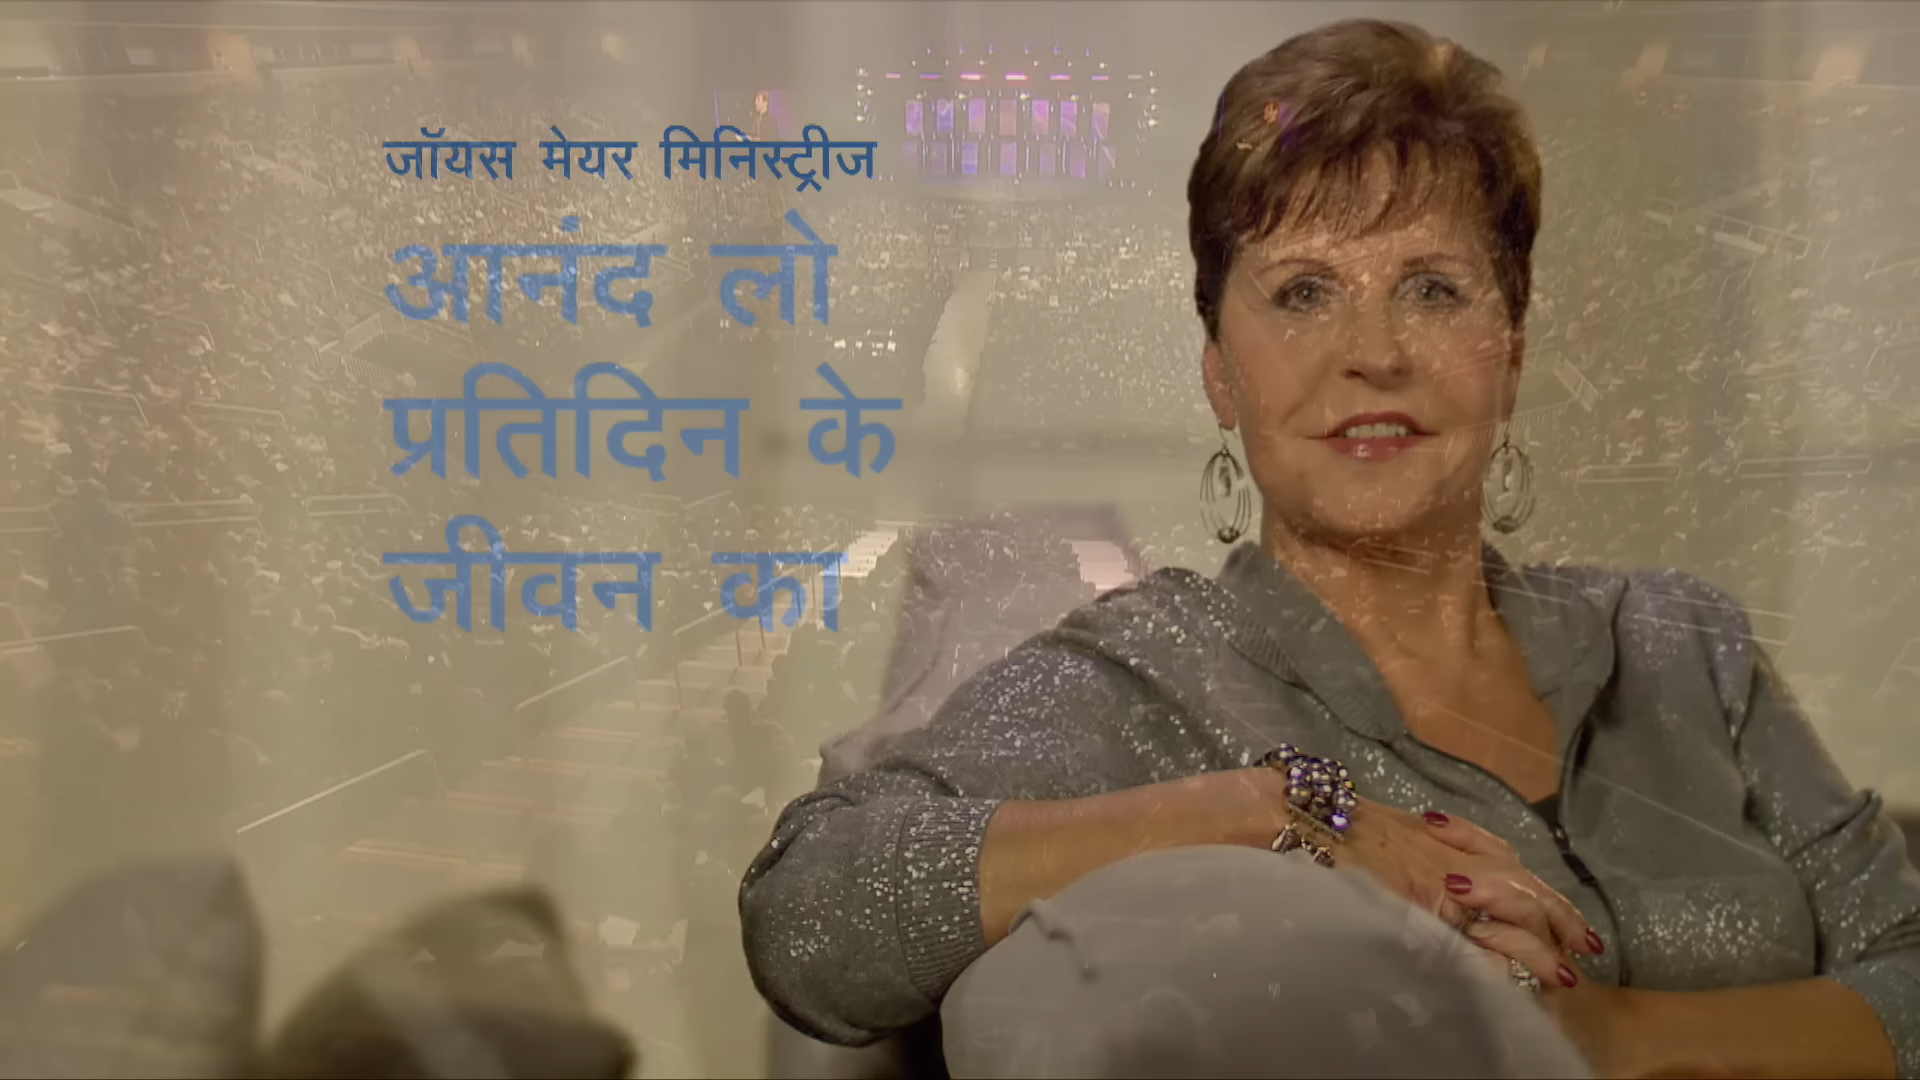 जॉयस मेयर मिनिस्ट्रीज
आनंद लो
प्रतिदिन के
जीवन का